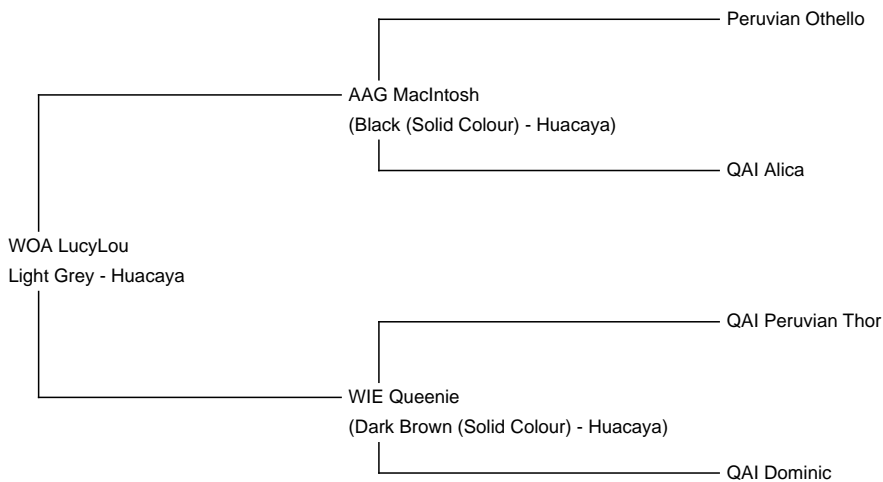 Peruvian Othello
AAG MacIntosh
(Black (Solid Colour) - Huacaya)
QAI Alica
WOA LucyLou
Light Grey - Huacaya
QAI Peruvian Thor
WIE Queenie
(Dark Brown (Solid Colour) - Huacaya)
QAI Dominic